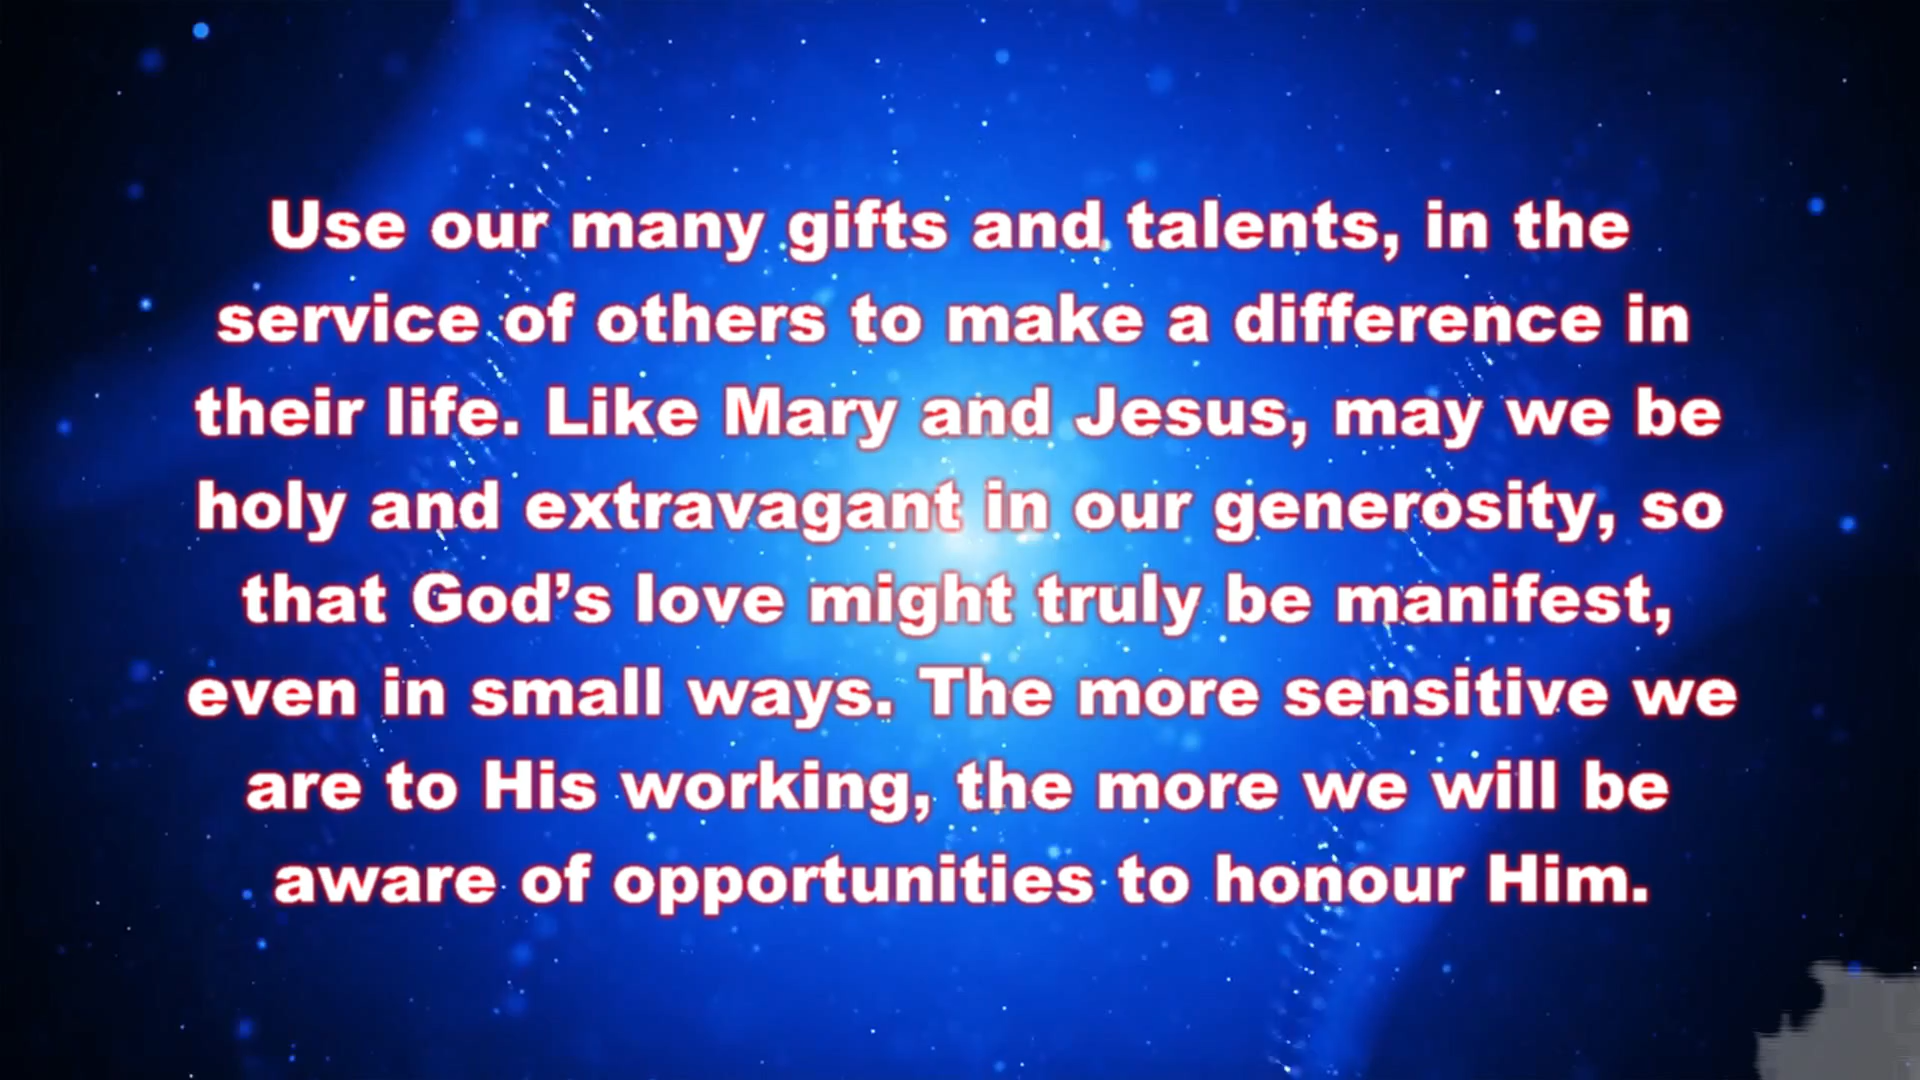 Use our many gifts and talents, in the
service of others to make a difference in
their life. Like Mary and Jesus, may we be
holy and extravagant in our generosity, so
that God’s love might truly be manifest,
even in small ways. The more sensitive we
are to His working, the more we will be
aware of opportunities to honour Him.